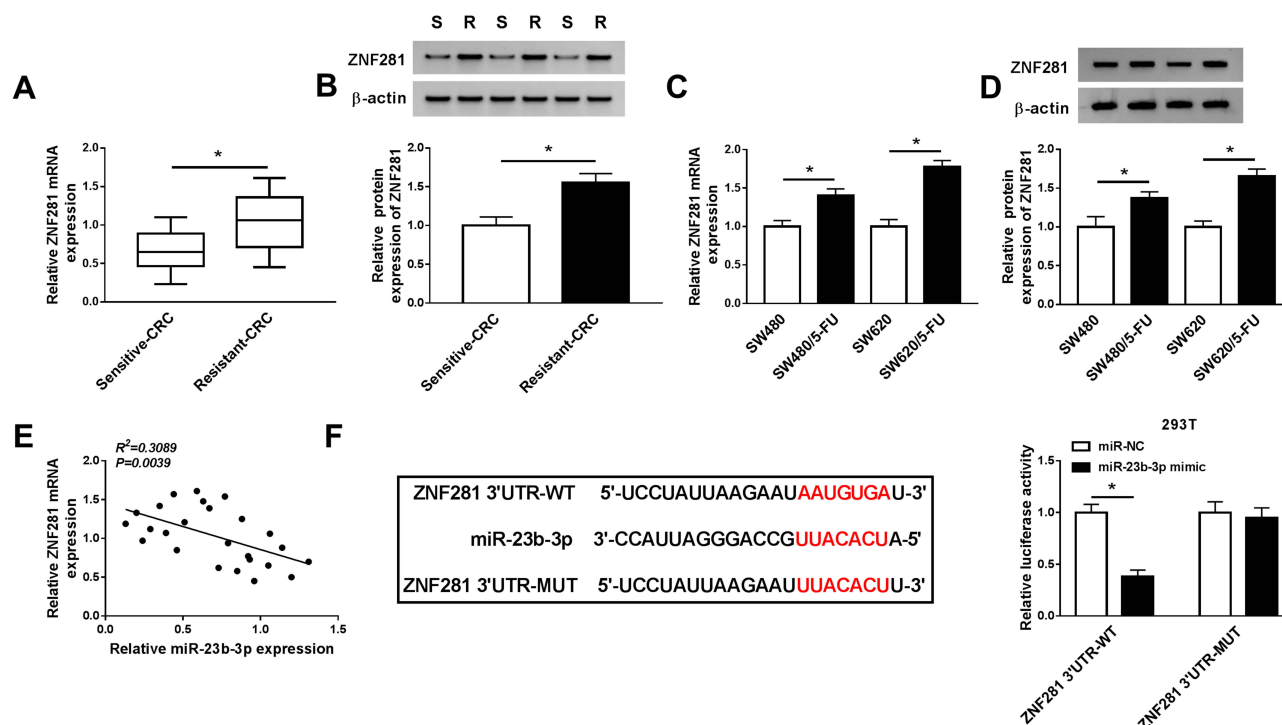 A
Relative ZNF281 mRNA
expression
2.0
1.5
1.0
0.5
0.0
*
Sensitive-CRC
Resistant-CRC
B
S R S R S R
ZNF281
β-actin
Relative protein
expression of ZNF281
2.0
1.5
1.0
0.5
0.0
*
Sensitive-CRC
Resistant-CRC
C
Relative ZNF281 mRNA
expression
2.0
1.5
1.0
0.5
0.0
*
*
SW480
SW480/5-FU
SW620
SW620/5-FU
D
ZNF281
β-actin
Relative protein
expression of ZNF281
2.0
1.5
1.0
0.5
0.0
*
*
SW480
SW480/5-FU
SW620
SW620/5-FU
E
R²=0.3089
P=0.0039
Relative ZNF281 mRNA
expression
2.0
1.5
1.0
0.5
0.0
0.0 0.5 1.0 1.5
Relative miR-23b-3p expression
F
ZNF281 3'UTR-WT 5'-UCCUAUUAAGAAUAAUGUGAU-3'
miR-23b-3p 3'-CCAUUAGGGACCGUUACACUA-5'
ZNF281 3'UTR-MUT 5'-UCCUAUUAAGAAUUUACACUU-3'
293T
miR-NC
miR-23b-3p mimic
Relative luciferase activity
1.5
1.0
0.5
0.0
*
ZNF281 3'UTR-WT
ZNF281 3'UTR-MUT